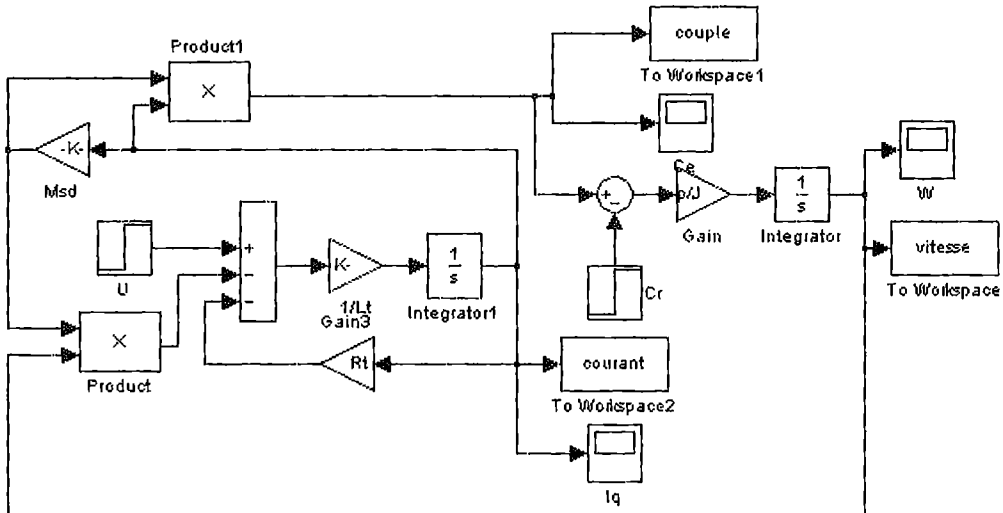 couple
Product1
To Workspace1
×
-K-
Msd
Ce
+
-
p/J
Gain
1
s
Integrator
W
vitesse
To Workspace
U
+
-
-
K-
1/Lt
Gain3
1
s
Integrator1
Cr
×
Product
Rt
courant
To Workspace2
Iq